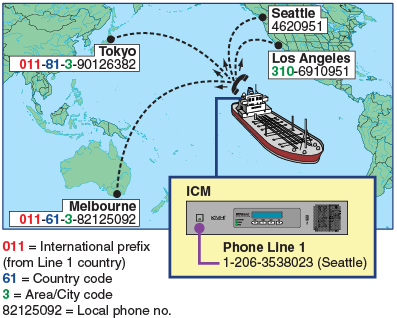 Seattle
4620951
Tokyo
011-81-3-90126382
Los Angeles
310-6910951
Melbourne
011-61-3-82125092
ICM
KVH
Phone Line 1
1-206-3538023 (Seattle)
011 = International prefix
(from Line 1 country)
61 = Country code
3 = Area/City code
82125092 = Local phone no.